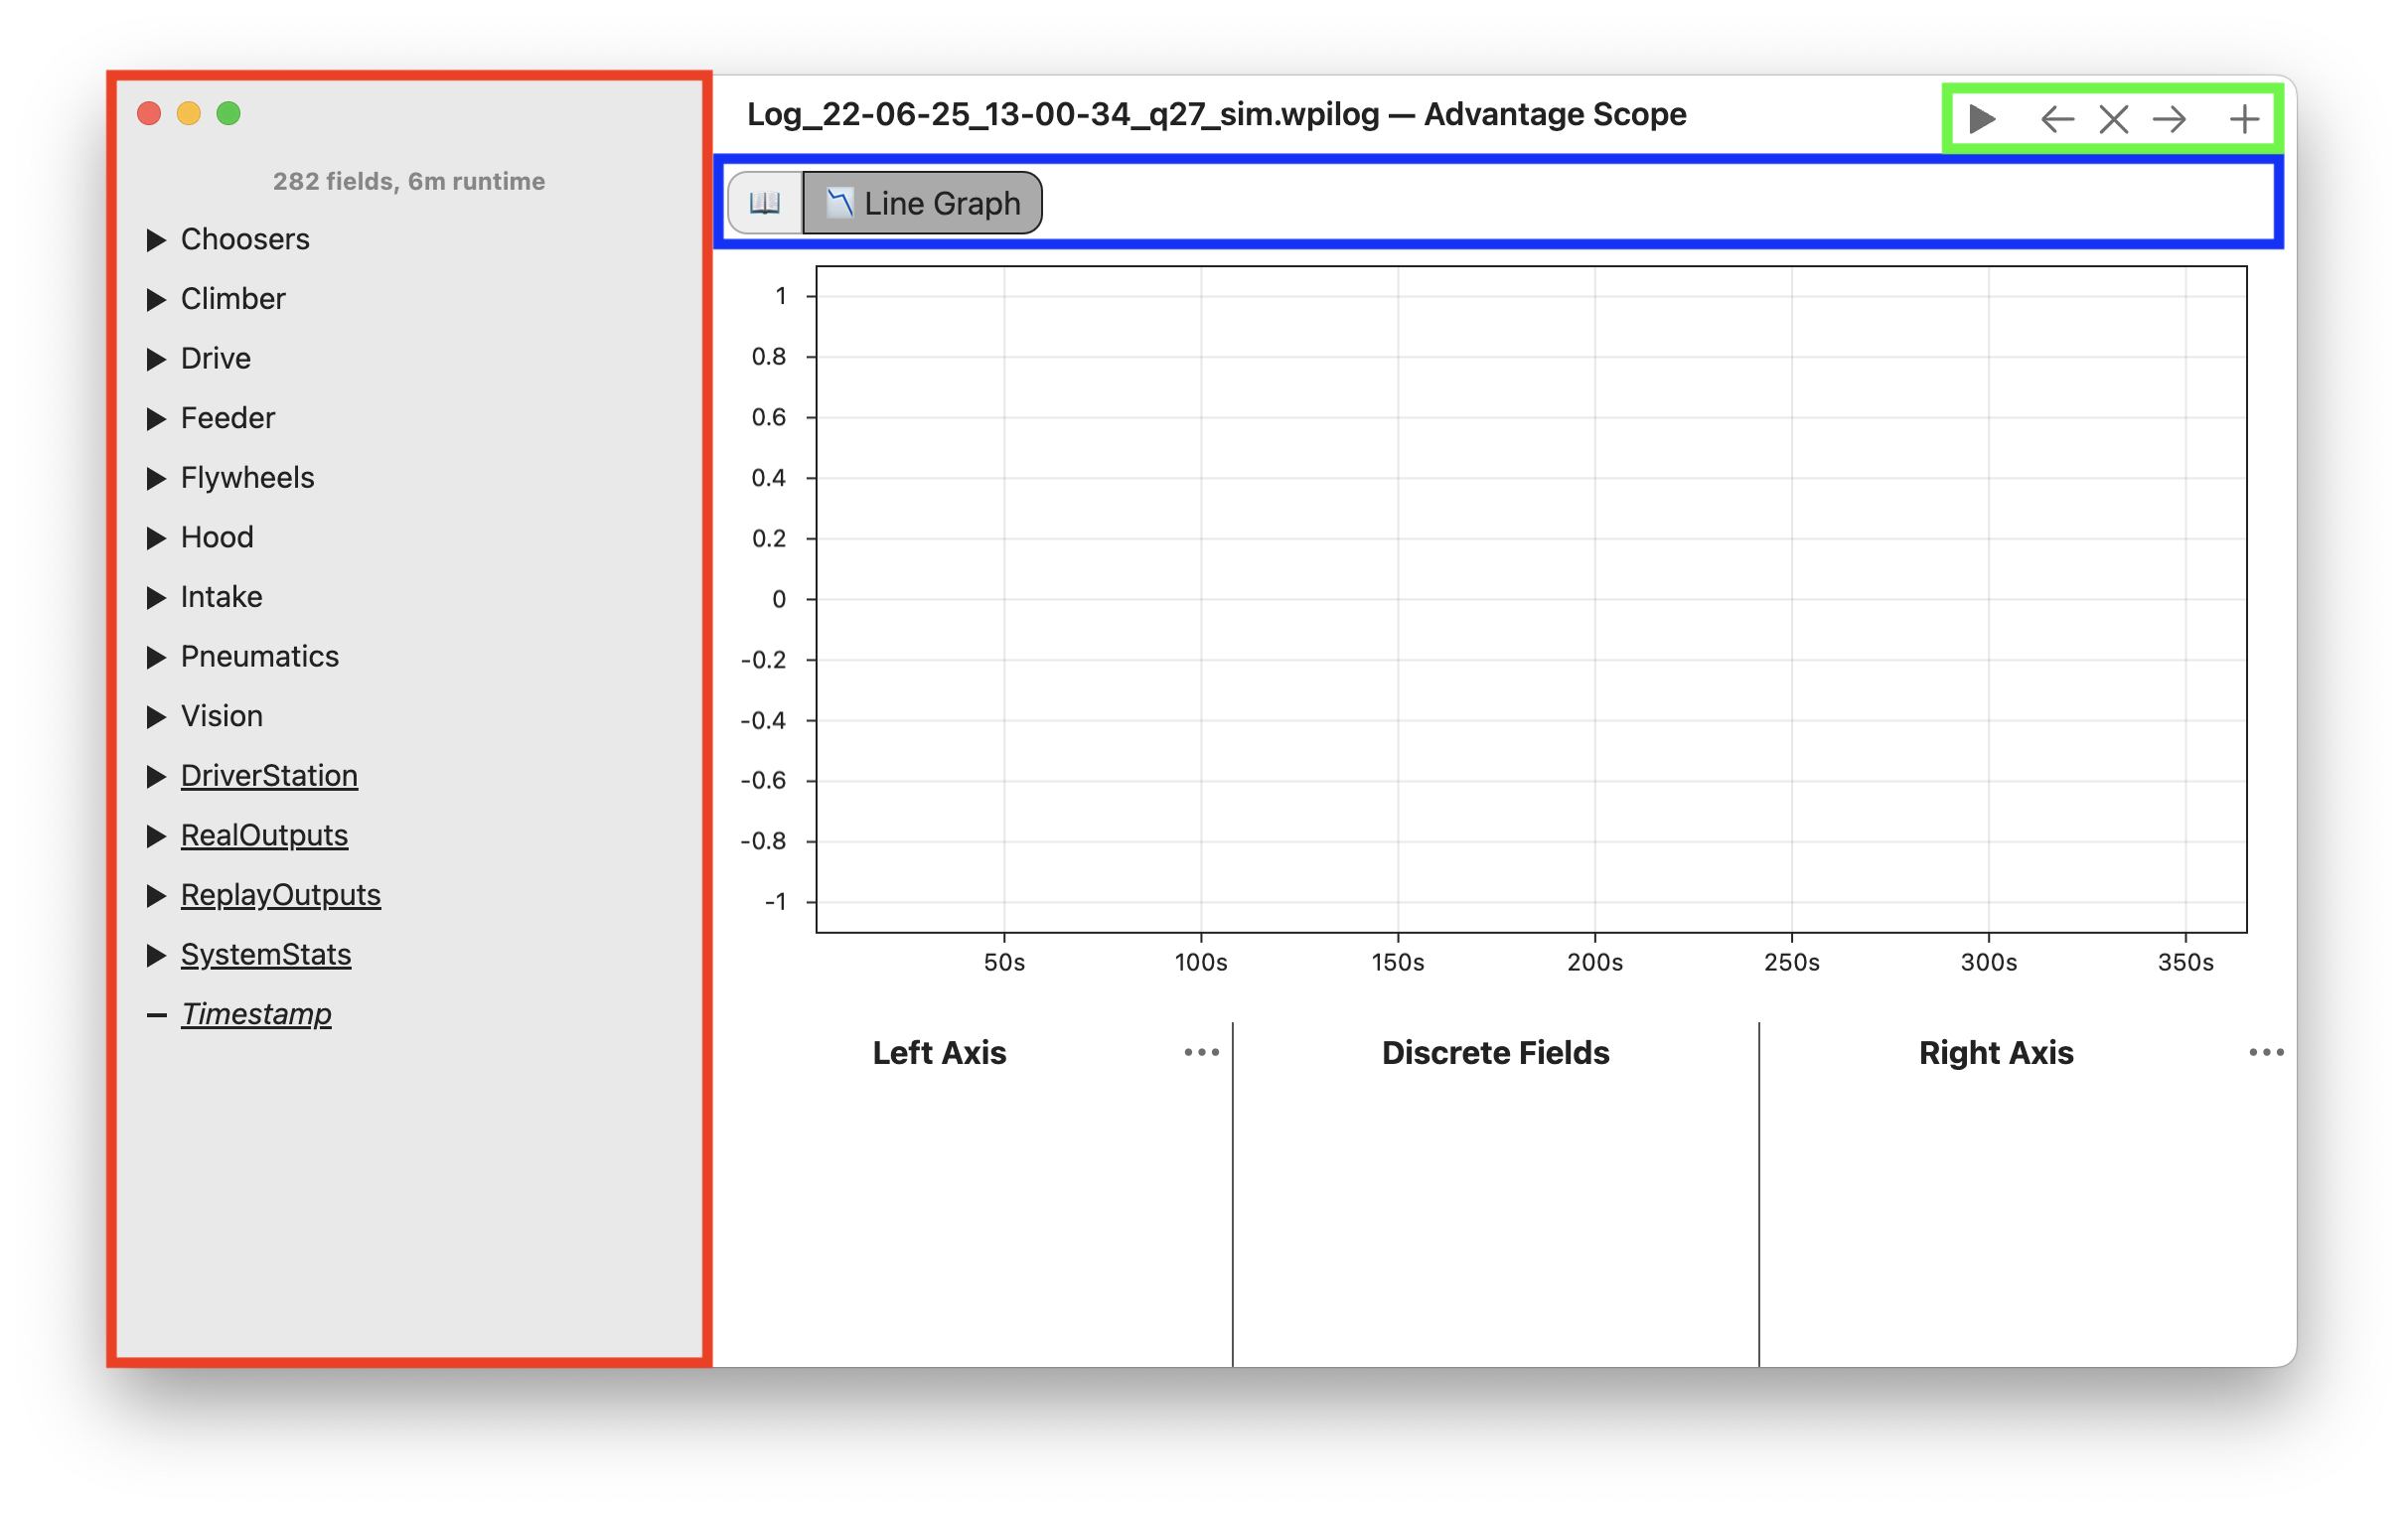 282 fields, 6m runtime
Choosers
Climber
Drive
Feeder
Flywheels
Hood
Intake
Pneumatics
Vision
DriverStation
RealOutputs
ReplayOutputs
SystemStats
Timestamp
Log_22-06-25_13-00-34_q27_sim.wpilog — Advantage Scope
Line Graph
1
0.8
0.6
0.4
0.2
0
-0.2
-0.4
-0.6
-0.8
-1
50s 100s 150s 200s 250s 300s 350s
Left Axis Discrete Fields Right Axis